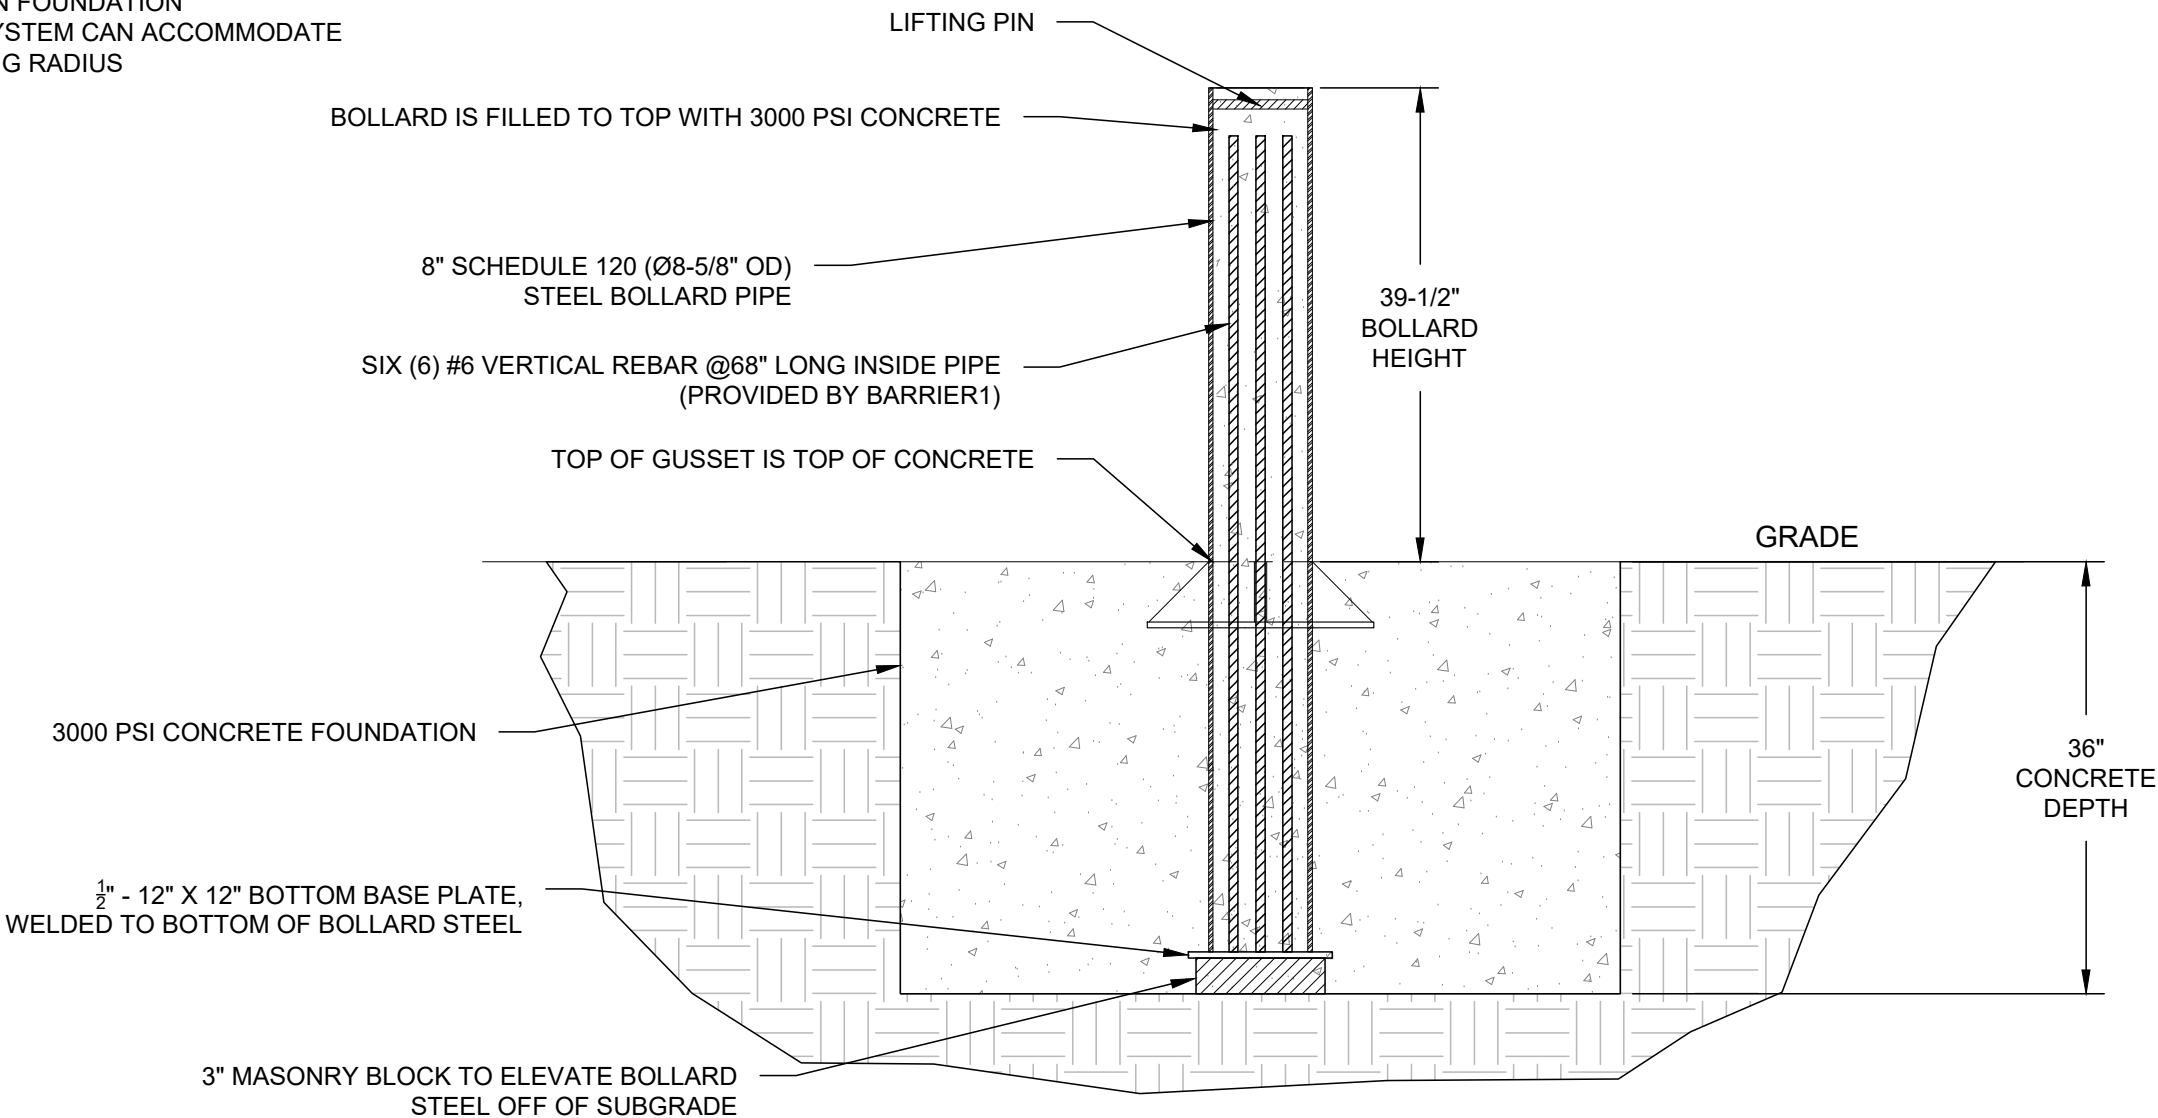 FOUNDATION
SYSTEM CAN ACCOMMODATE
RADIUS
LIFTING PIN
BOLLARD IS FILLED TO TOP WITH 3000 PSI CONCRETE
8" SCHEDULE 120 (Ø8-5/8" OD)
STEEL BOLLARD PIPE
SIX (6) #6 VERTICAL REBAR @68" LONG INSIDE PIPE
(PROVIDED BY BARRIER1)
TOP OF GUSSET IS TOP OF CONCRETE
39-1/2"
BOLLARD
HEIGHT
GRADE
3000 PSI CONCRETE FOUNDATION
36"
CONCRETE
DEPTH
½" - 12" X 12" BOTTOM BASE PLATE,
WELDED TO BOTTOM OF BOLLARD STEEL
3" MASONRY BLOCK TO ELEVATE BOLLARD
STEEL OFF OF SUBGRADE